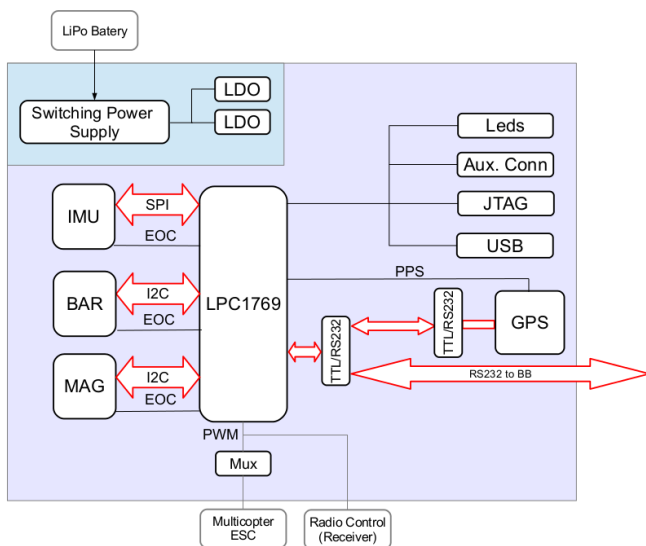 LiPo Batery
Switching Power
Supply
LDO
LDO
Leds
Aux. Conn
JTAG
USB
IMU
SPI
EOC
BAR
I2C
EOC
MAG
I2C
EOC
LPC1769
PPS
TTL/RS232
TTL/RS232
GPS
RS232 to BB
PWM
Mux
Multicopter
ESC
Radio Control
(Receiver)